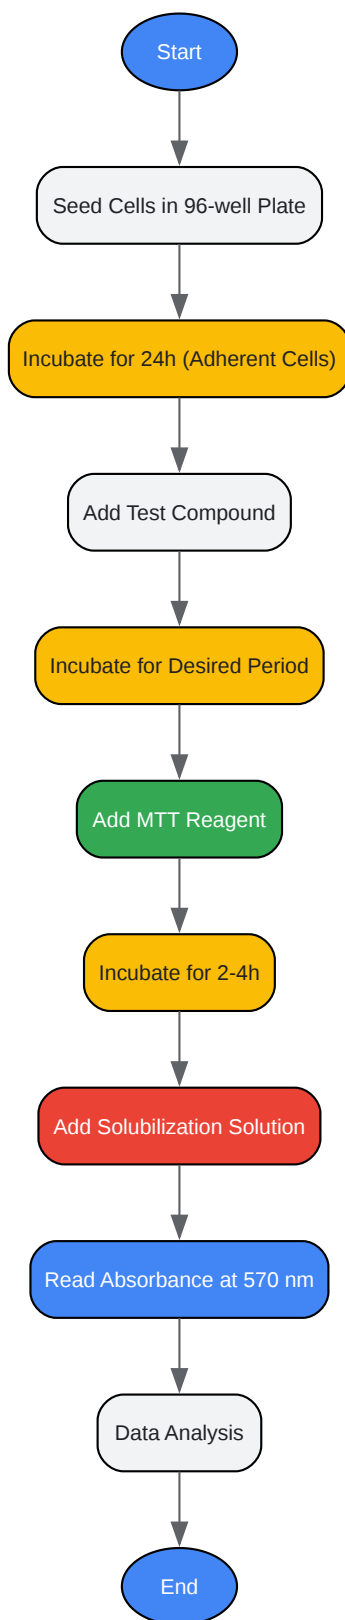 Start
Seed Cells in 96-well Plate
Incubate for 24h (Adherent Cells)
Add Test Compound
Incubate for Desired Period
Add MTT Reagent
Incubate for 2-4h
Add Solubilization Solution
Read Absorbance at 570 nm
Data Analysis
End